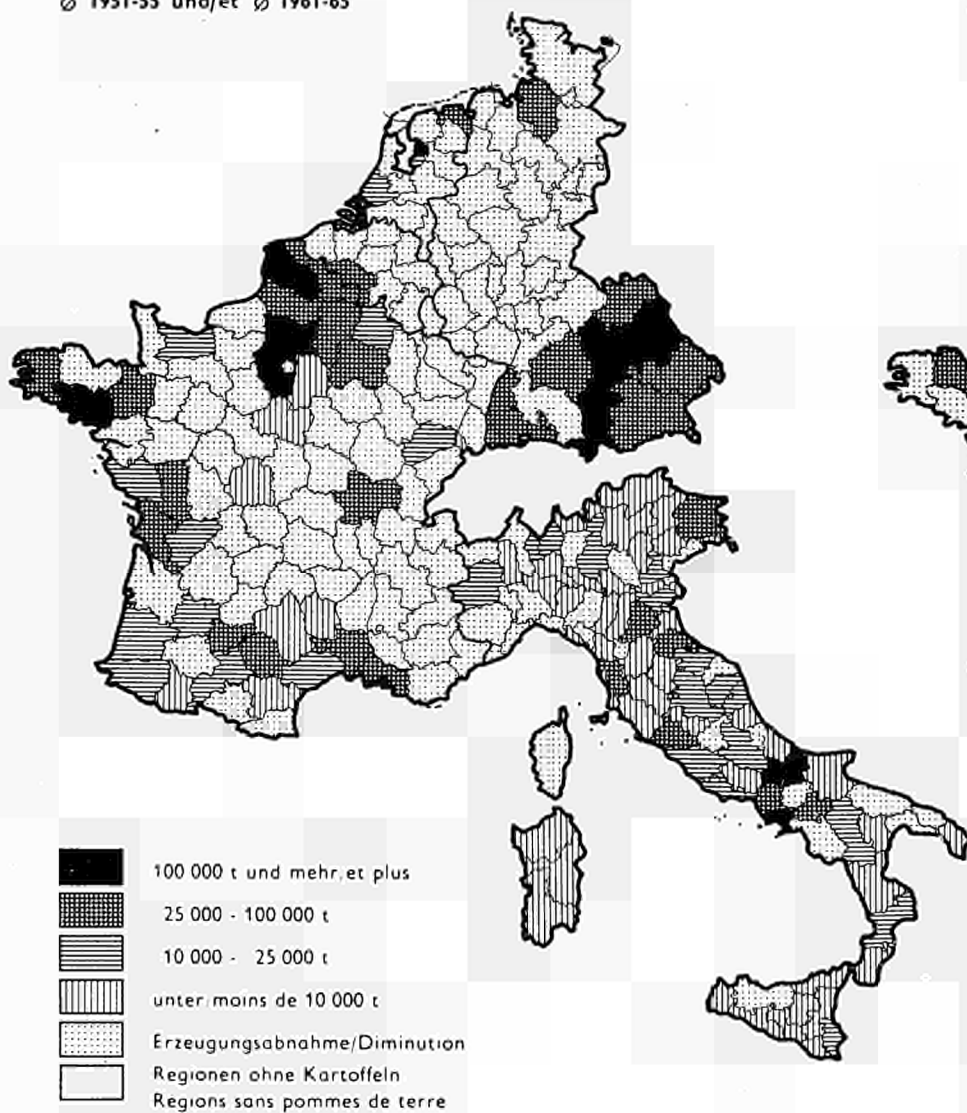 Ø 1951-55 und/et Ø 1961-65
100 000 t und mehr, et plus
25 000 - 100 000 t
10 000 - 25 000 t
unter moins de 10 000 t
Erzeugungsabnahme/Diminution
Regionen ohne Kartoffeln
Régions sans pommes de terre